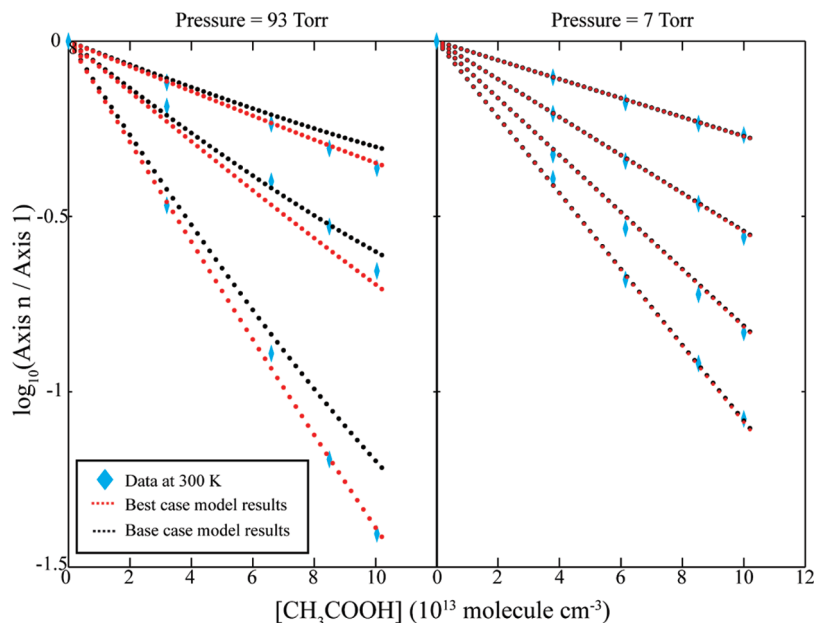 Pressure = 93 Torr
Pressure = 7 Torr
0
-0.5
-1
-1.5
log₁₀(Axis n / Axis 1)
Data at 300 K
Best case model results
Base case model results
0 2 4 6 8 10
0 2 4 6 8 10 12
[CH₃COOH] (10¹³ molecule cm⁻³)